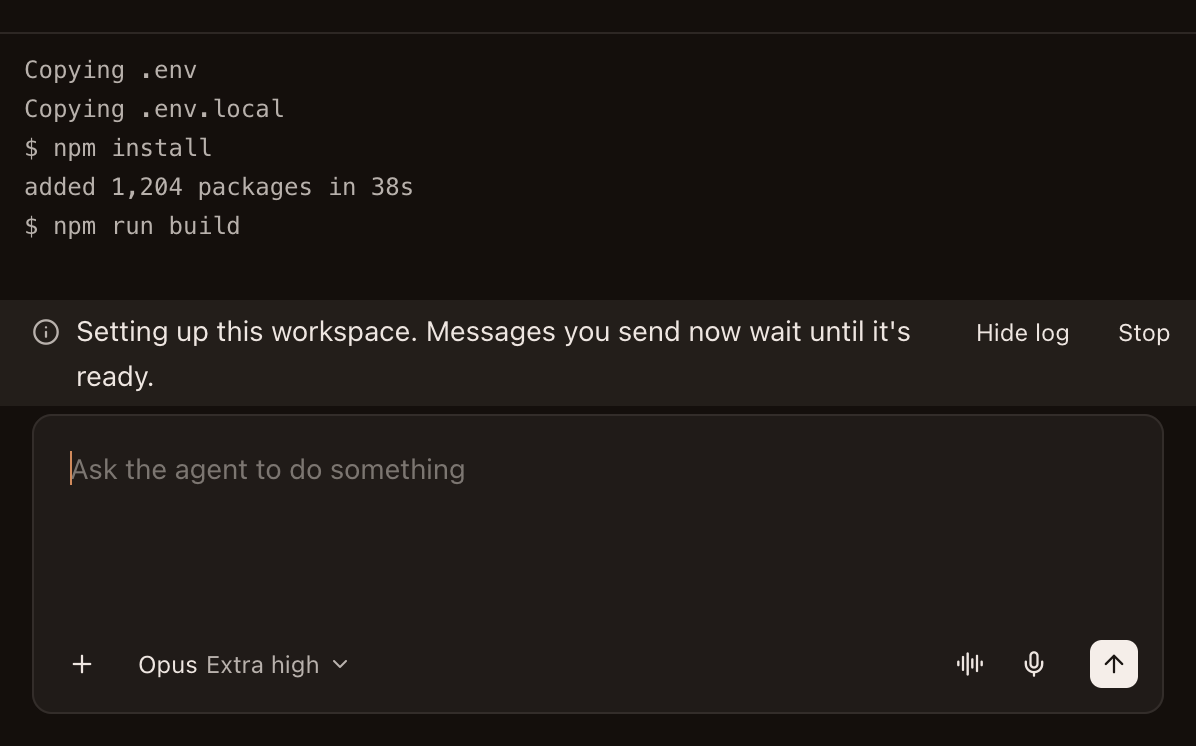 Copying .env
Copying .env.local
$ npm install
added 1,204 packages in 38s
$ npm run build
Setting up this workspace. Messages you send now wait until it's
ready.
Hide log
Stop
Ask the agent to do something
Opus Extra high